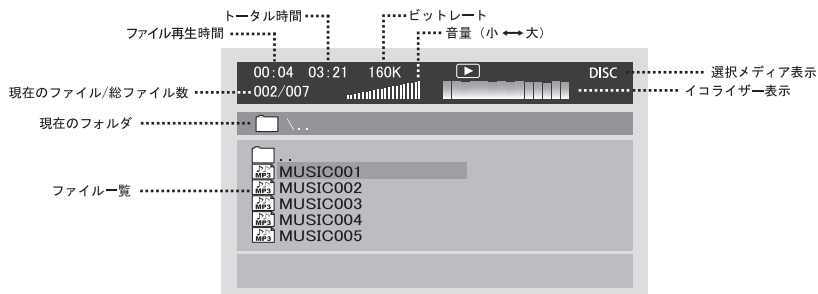 トータル時間
ビットレート
ファイル再生時間
音量（小 ⟷ 大）
00:04 03:21 160K DISC
選択メディア表示
現在のファイル/総ファイル数
002/007
イコライザー表示
現在のフォルダ
\..
..
MP3 MUSIC001
ファイル一覧
MP3 MUSIC002
MP3 MUSIC003
MP3 MUSIC004
MP3 MUSIC005